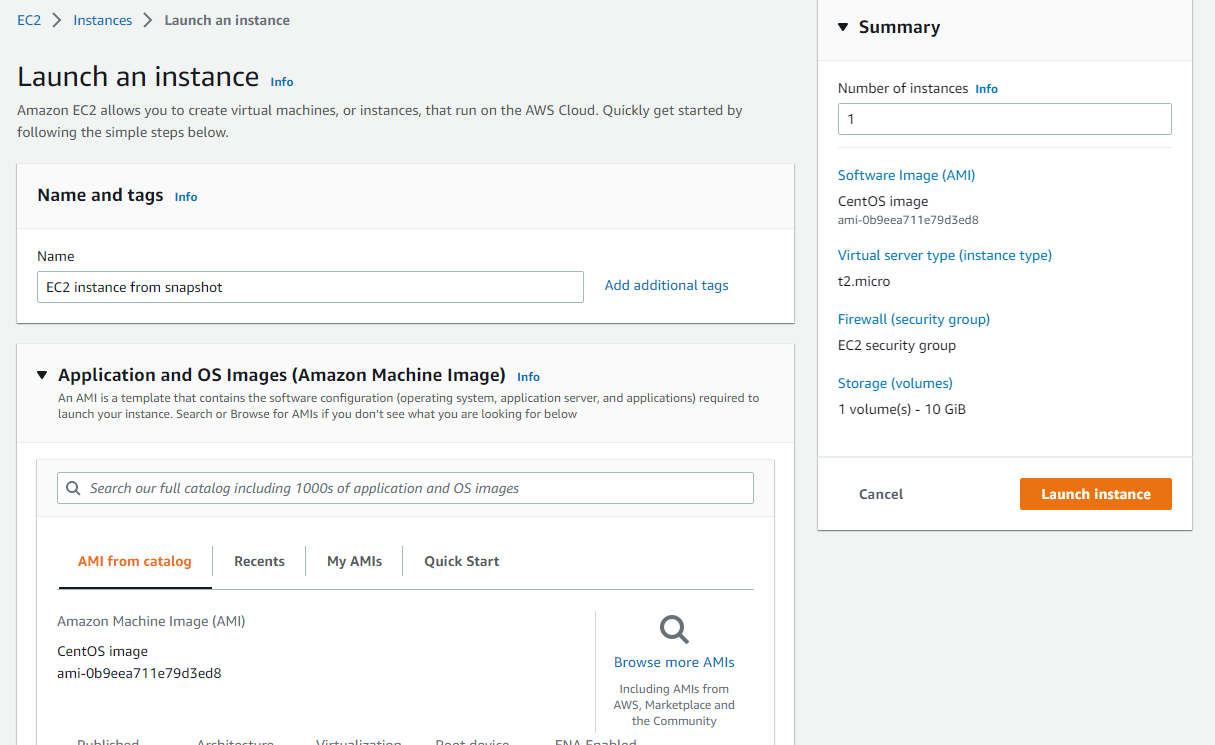 EC2 > Instances > Launch an instance
Launch an instance Info
Amazon EC2 allows you to create virtual machines, or instances, that run on the AWS Cloud. Quickly get started by
following the simple steps below.
Name and tags Info
Name
EC2 instance from snapshot
Add additional tags
Application and OS Images (Amazon Machine Image) Info
An AMI is a template that contains the software configuration (operating system, application server, and applications) required to
launch your instance. Search or Browse for AMIs if you don't see what you are looking for below
Search our full catalog including 1000s of application and OS images
AMI from catalog
Recents
My AMIs
Quick Start
Amazon Machine Image (AMI)
CentOS image
ami-0b9eea711e79d3ed8
Browse more AMIs
Including AMIs from
AWS, Marketplace and
the Community
Published
Architecture
Virtualization
Root device
ENA Enabled
Summary
Number of instances Info
1
Software Image (AMI)
CentOS image
ami-0b9eea711e79d3ed8
Virtual server type (instance type)
t2.micro
Firewall (security group)
EC2 security group
Storage (volumes)
1 volume(s) - 10 GiB
Cancel
Launch instance